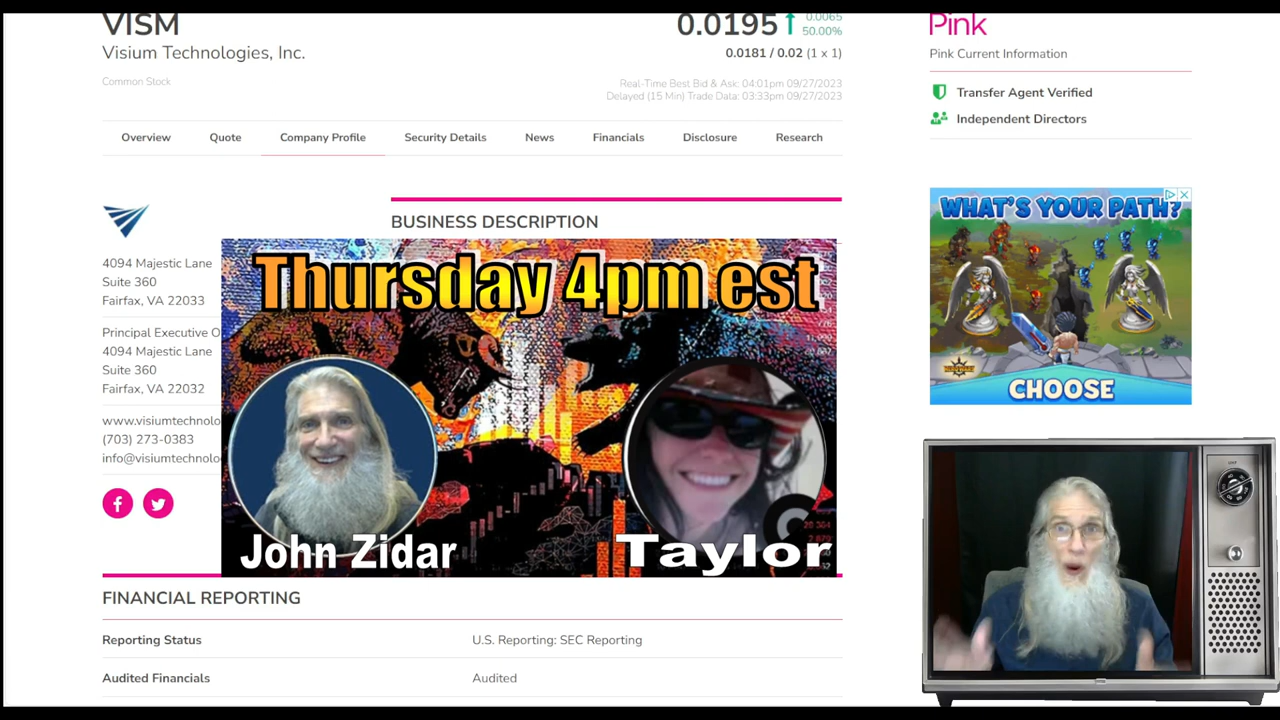 VISM
0.0195
0.0065
50.00%
Visium Technologies, Inc.
0.0181 / 0.02 (1 x 1)
Common Stock
Real-Time Best Bid & Ask: 04:01pm 09/27/2023
Delayed (15 Min) Trade Data: 03:33pm 09/27/2023
Pink
Pink Current Information
Transfer Agent Verified
Independent Directors
Overview
Quote
Company Profile
Security Details
News
Financials
Disclosure
Research
4094 Majestic Lane
Suite 360
Fairfax, VA 22033
Principal Executive O
4094 Majestic Lane
Suite 360
Fairfax, VA 22032
www.visiumtechnolo
(703) 273-0383
info@visiumtechnolo
BUSINESS DESCRIPTION
Thursday 4pm est
John Zidar
Taylor
WHAT'S YOUR PATH?
CHOOSE
FINANCIAL REPORTING
Reporting Status
U.S. Reporting: SEC Reporting
Audited Financials
Audited